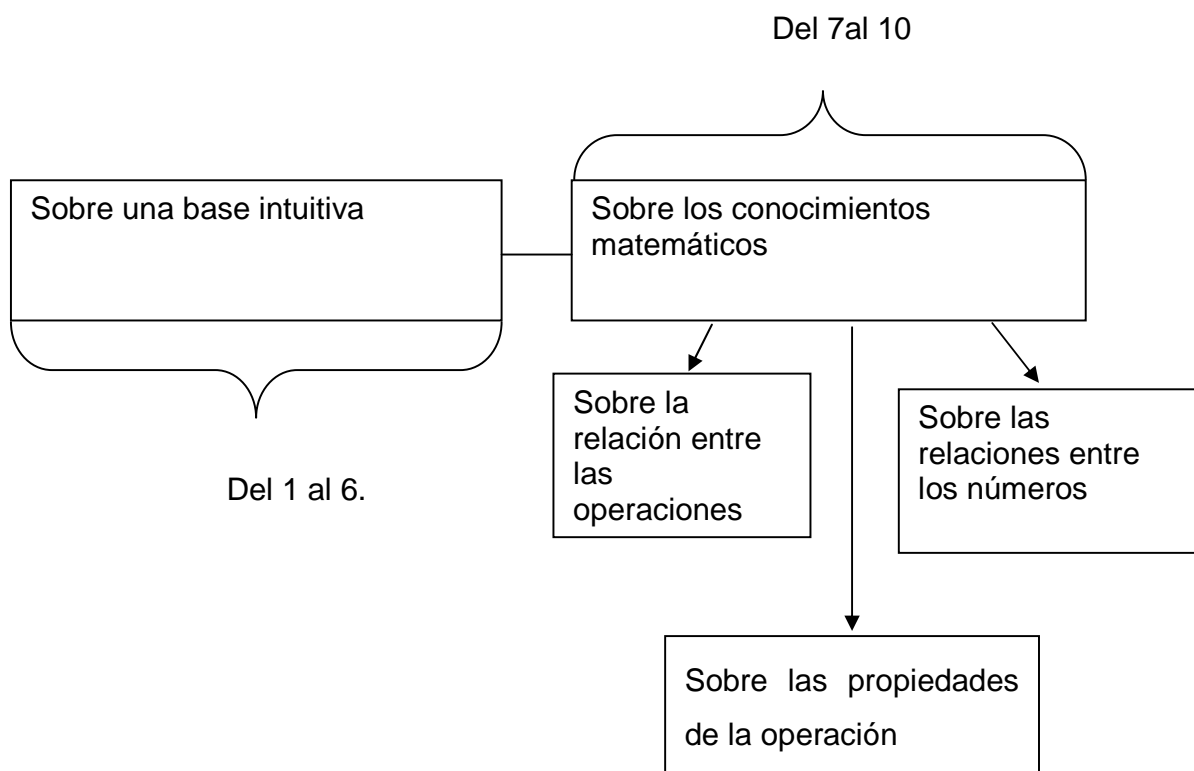 Del 7al 10
Sobre una base intuitiva
Sobre los conocimientos
matemáticos
Sobre la
relación entre
las
operaciones
Sobre las
relaciones entre
los números
Del 1 al 6.
Sobre las propiedades
de la operación